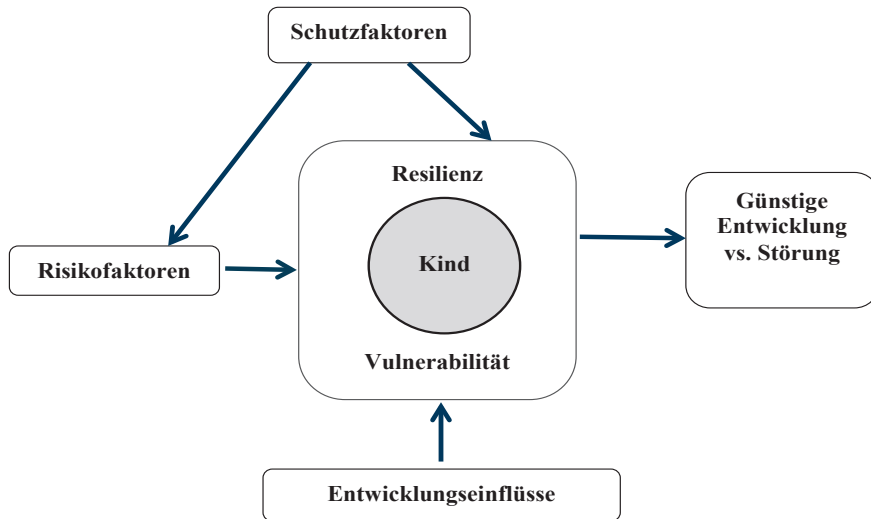 Schutzfaktoren
Resilienz
Kind
Vulnerabilität
Risikofaktoren
Günstige
Entwicklung
vs. Störung
Entwicklungseinflüsse